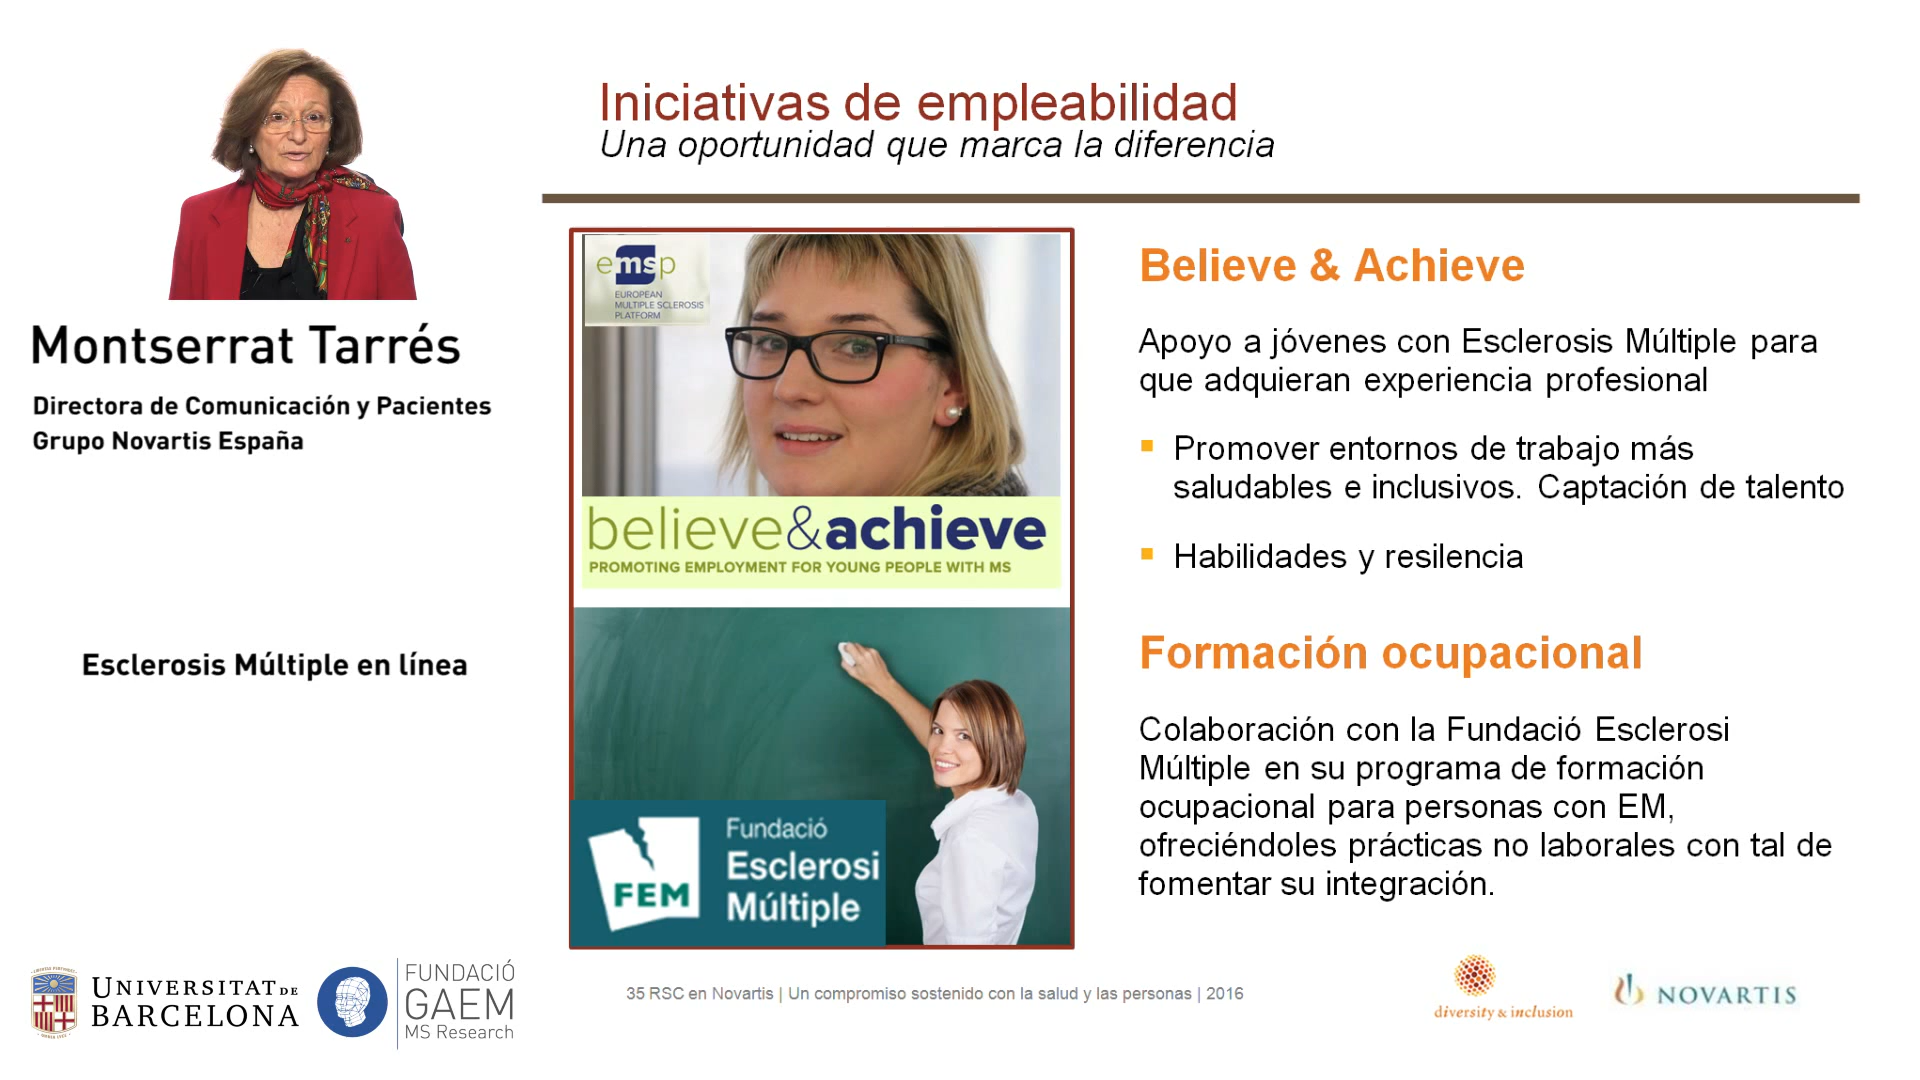 Iniciativas de empleabilidad
Una oportunidad que marca la diferencia
Montserrat Tarrés
Directora de Comunicación y Pacientes
Grupo Novartis España
Esclerosis Múltiple en línea
emsp
EUROPEAN
MULTIPLE SCLEROSIS
PLATFORM
believe&achieve
PROMOTING EMPLOYMENT FOR YOUNG PEOPLE WITH MS
FEM
Fundació
Esclerosi
Múltiple
Believe & Achieve
Apoyo a jóvenes con Esclerosis Múltiple para
que adquieran experiencia profesional
Promover entornos de trabajo más
saludables e inclusivos. Captación de talento
Habilidades y resilencia
Formación ocupacional
Colaboración con la Fundació Esclerosi
Múltiple en su programa de formación
ocupacional para personas con EM,
ofreciéndoles prácticas no laborales con tal de
fomentar su integración.
UNIVERSITAT DE
BARCELONA
FUNDACIÓ
GAEM
MS Research
35 RSC en Novartis | Un compromiso sostenido con la salud y las personas | 2016
diversity & inclusion
NOVARTIS